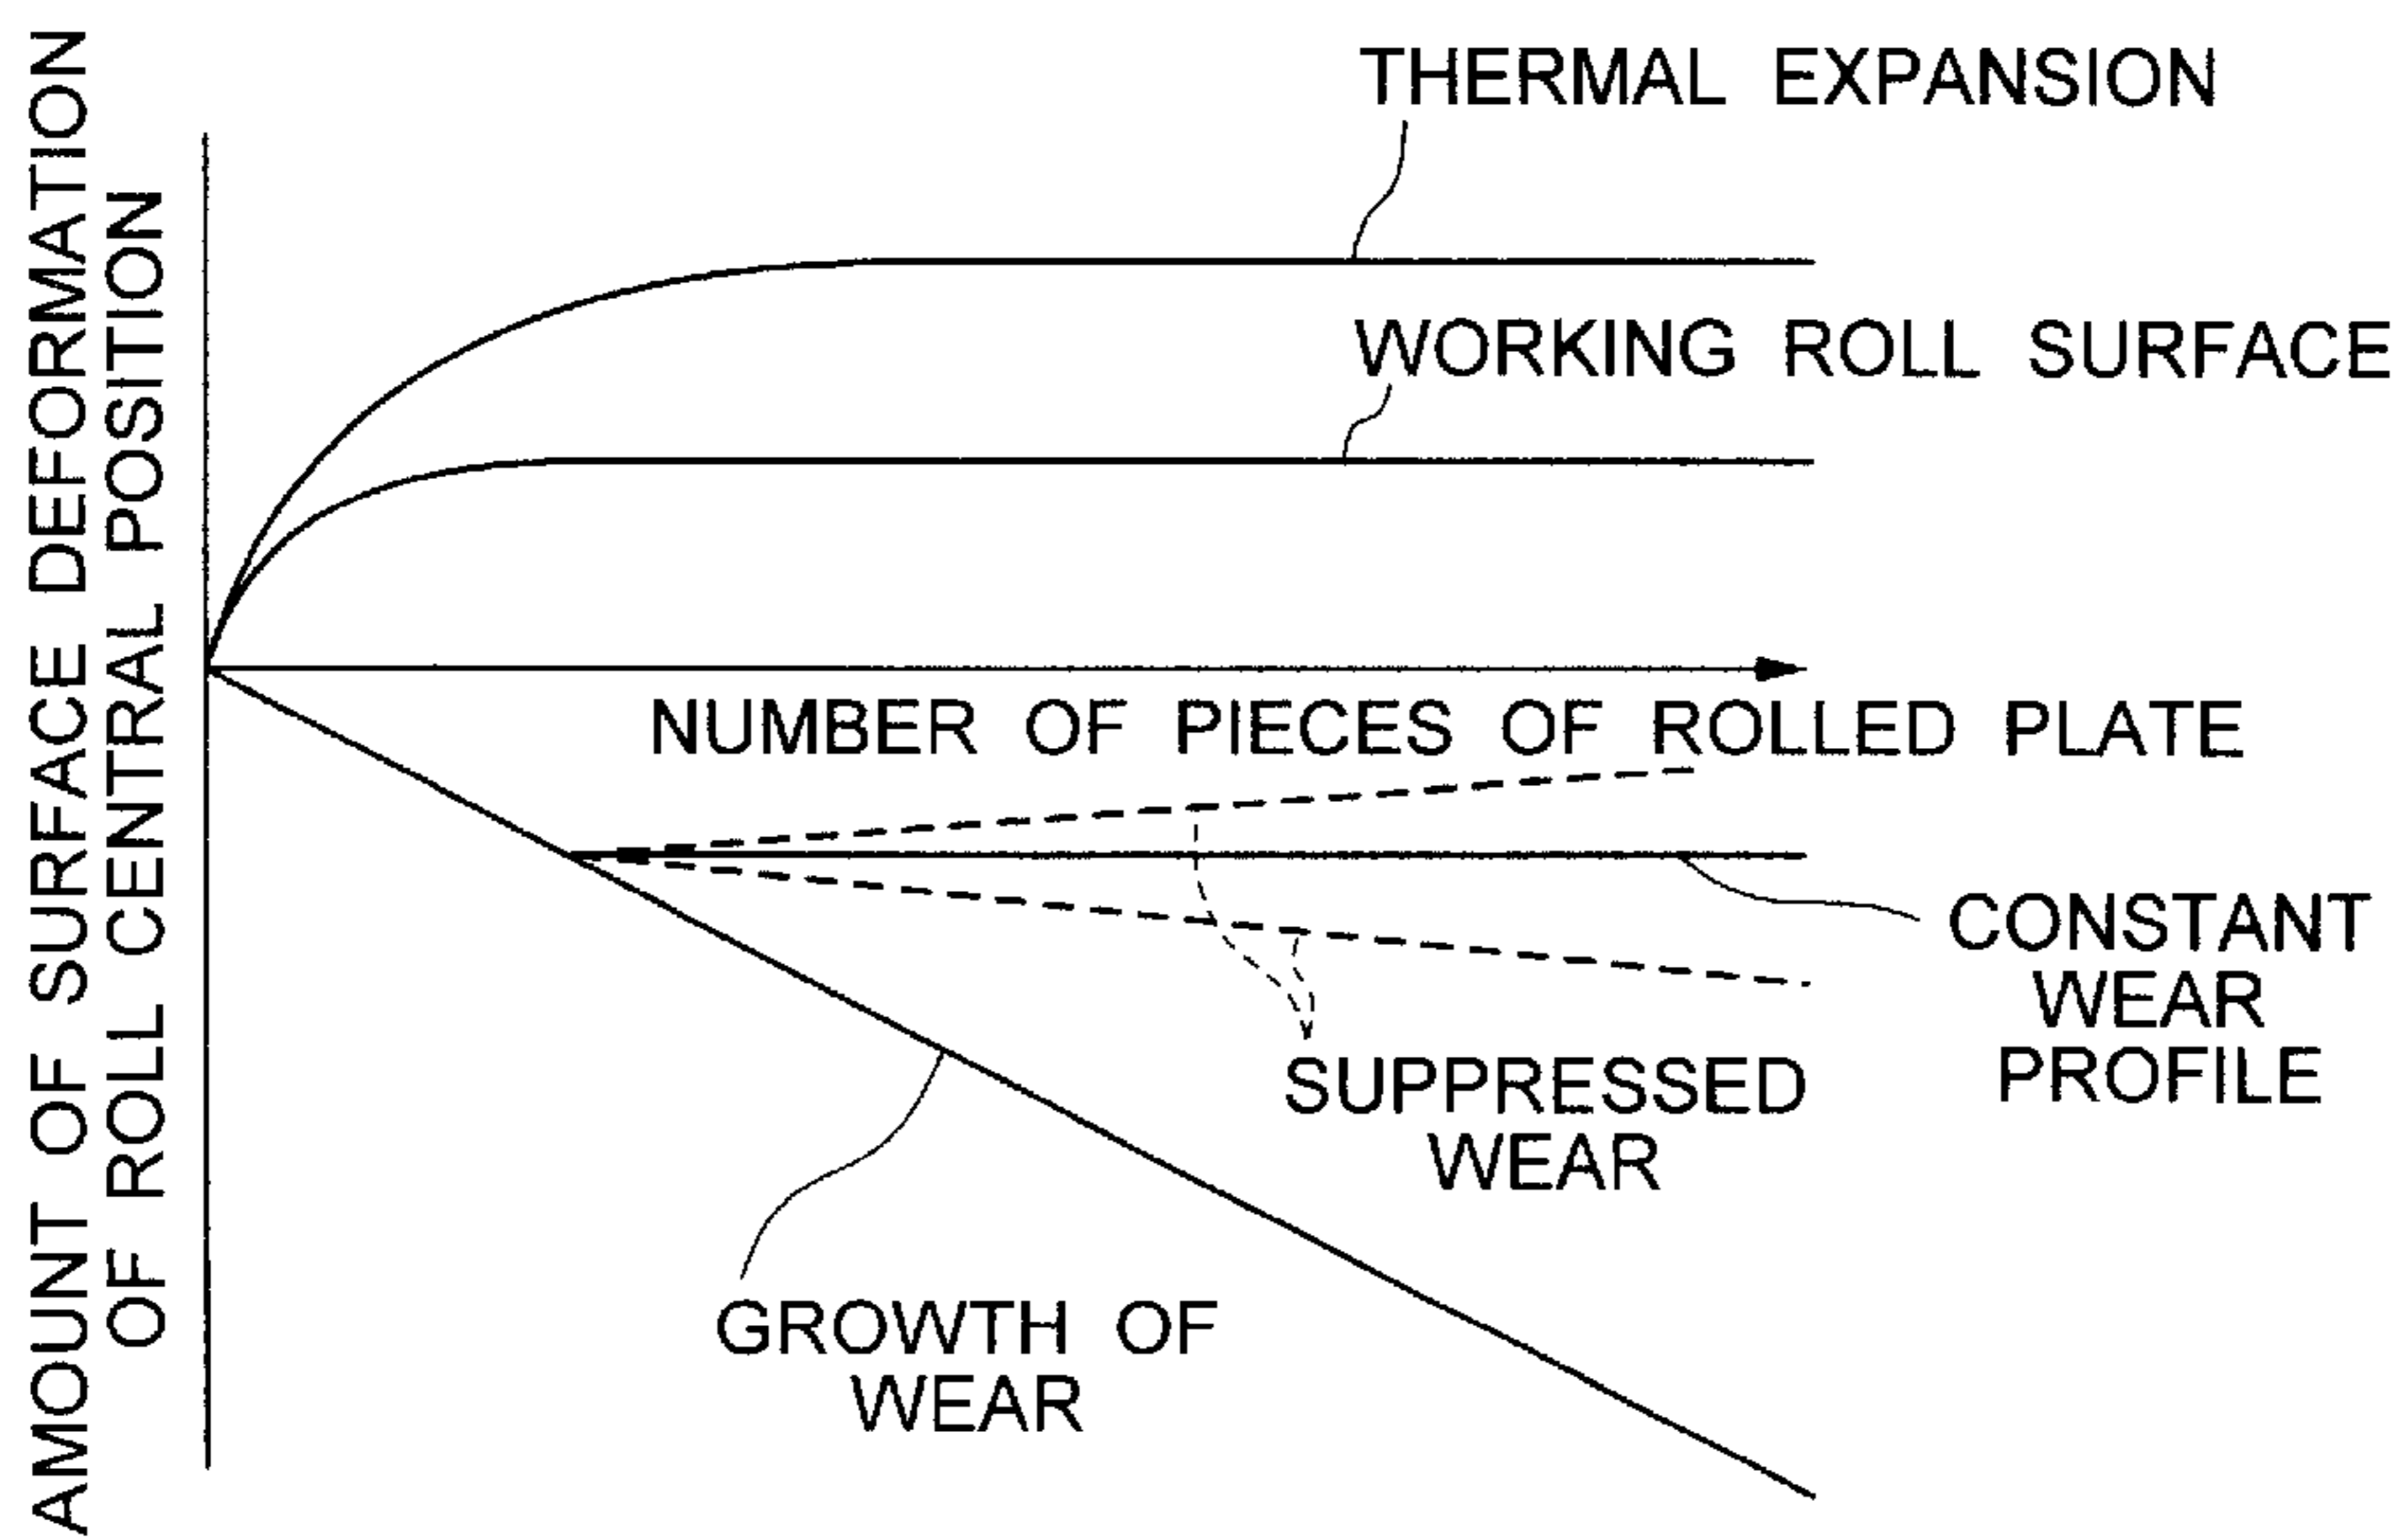 AMOUNT OF SURFACE DEFORMATION
OF ROLL CENTRAL POSITION
THERMAL EXPANSION
WORKING ROLL SURFACE
NUMBER OF PIECES OF ROLLED PLATE
CONSTANT
WEAR
PROFILE
SUPPRESSED
WEAR
GROWTH OF
WEAR